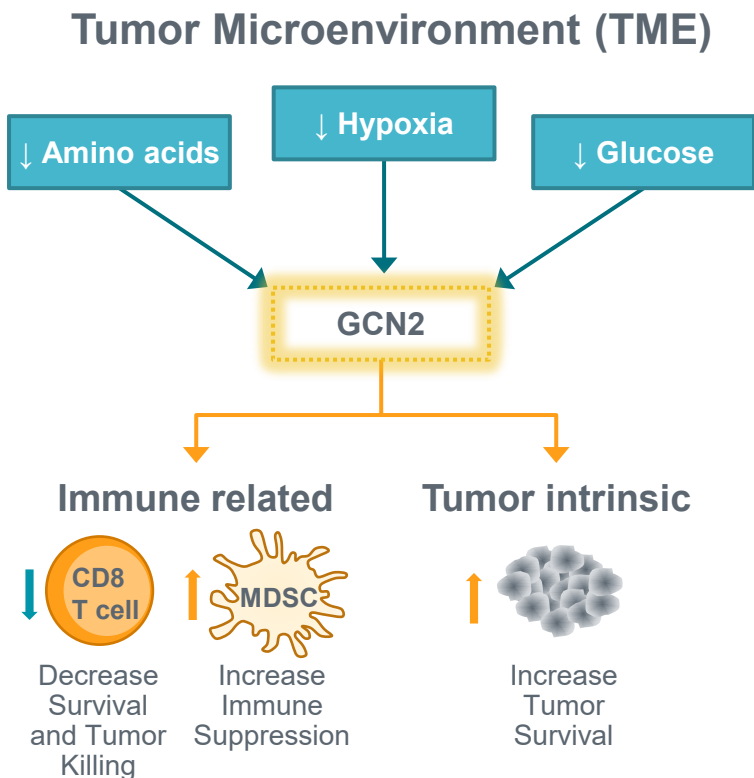 Tumor Microenvironment (TME)
↓ Amino acids
↓ Hypoxia
↓ Glucose
GCN2
Immune related
Tumor intrinsic
CD8
T cell
MDSC
Decrease
Survival
and Tumor
Killing
Increase
Immune
Suppression
Increase
Tumor
Survival